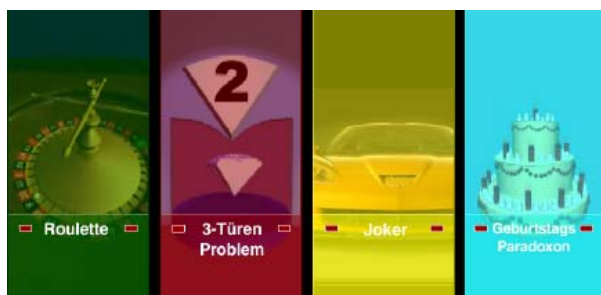 Roulette
2
3-Türen
Problem
Joker
Geburtstags
Paradoxon